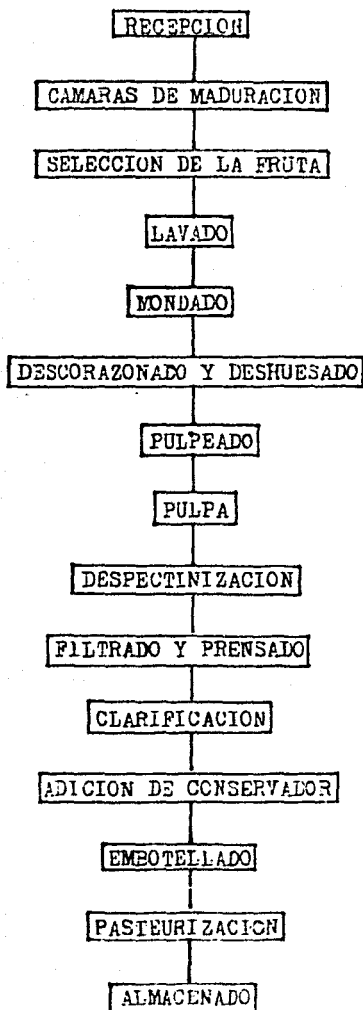 RECEPCION
CAMARAS DE MADURACION
SELECCION DE LA FRUTA
LAVADO
MONDADO
DESCORAZONADO Y DESHUESADO
PULPEADO
PULPA
DESPECTINIZACION
FILTRADO Y PRENSADO
CLARIFICACION
ADICION DE CONSERVADOR
EMBOTELLADO
PASTEURIZACION
ALMACENADO